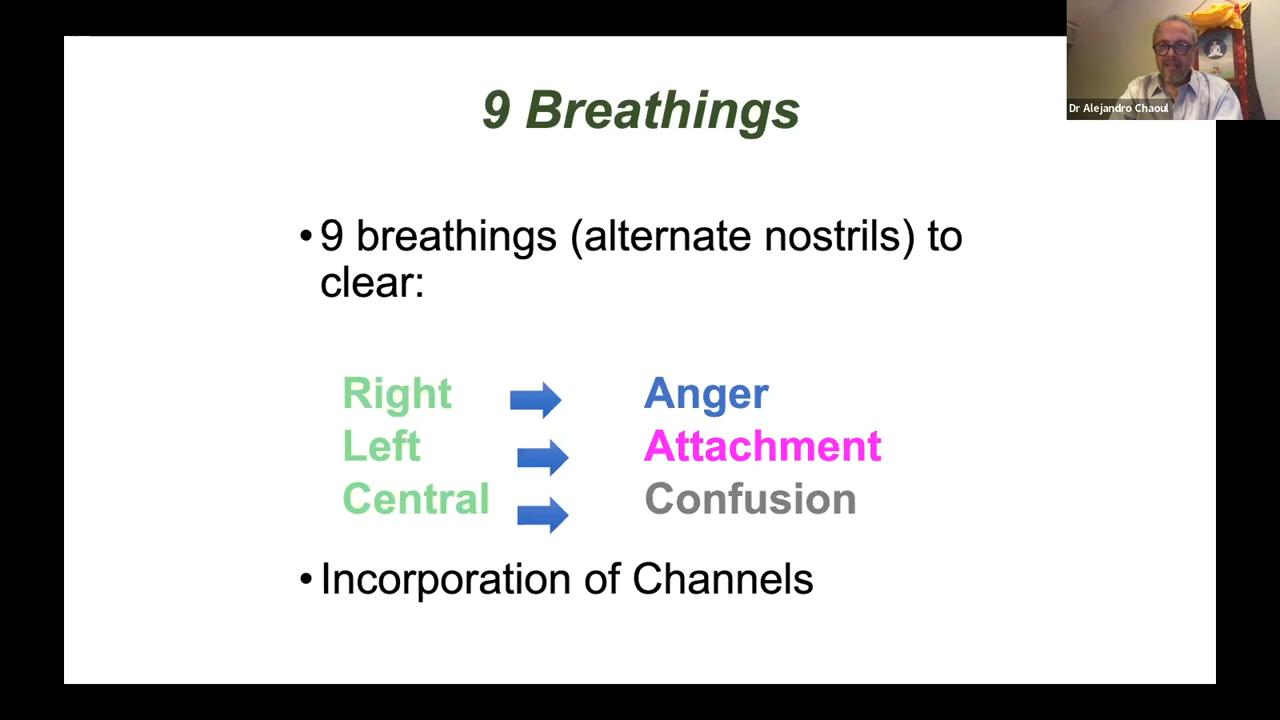 9 Breathings
Dr Alejandro Chaoul
•9 breathings (alternate nostrils) to
clear:
Right Anger
Left Attachment
Central Confusion
•Incorporation of Channels